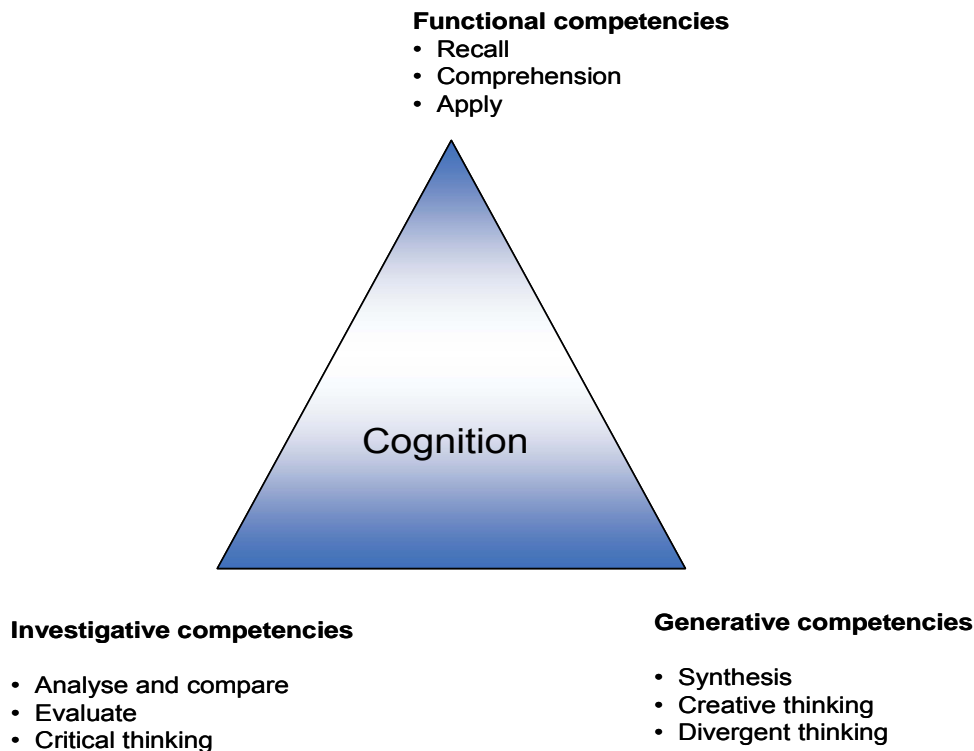 Functional competencies
• Recall
• Comprehension
• Apply
Cognition
Investigative competencies
• Analyse and compare
• Evaluate
• Critical thinking
Generative competencies
• Synthesis
• Creative thinking
• Divergent thinking